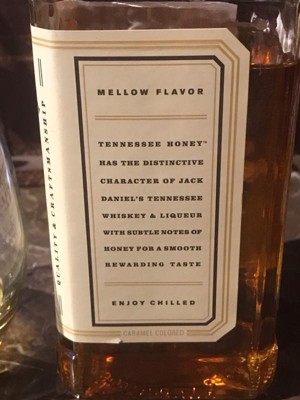 MELLOW FLAVOR
TENNESSEE HONEY™
HAS THE DISTINCTIVE
CHARACTER OF JACK
DANIEL'S TENNESSEE
WHISKEY & LIQUEUR
WITH SUBTLE NOTES OF
HONEY FOR A SMOOTH
REWARDING TASTE
ENJOY CHILLED
CARAMEL COLORED
QUALITY & CRAFTSMANSHIP